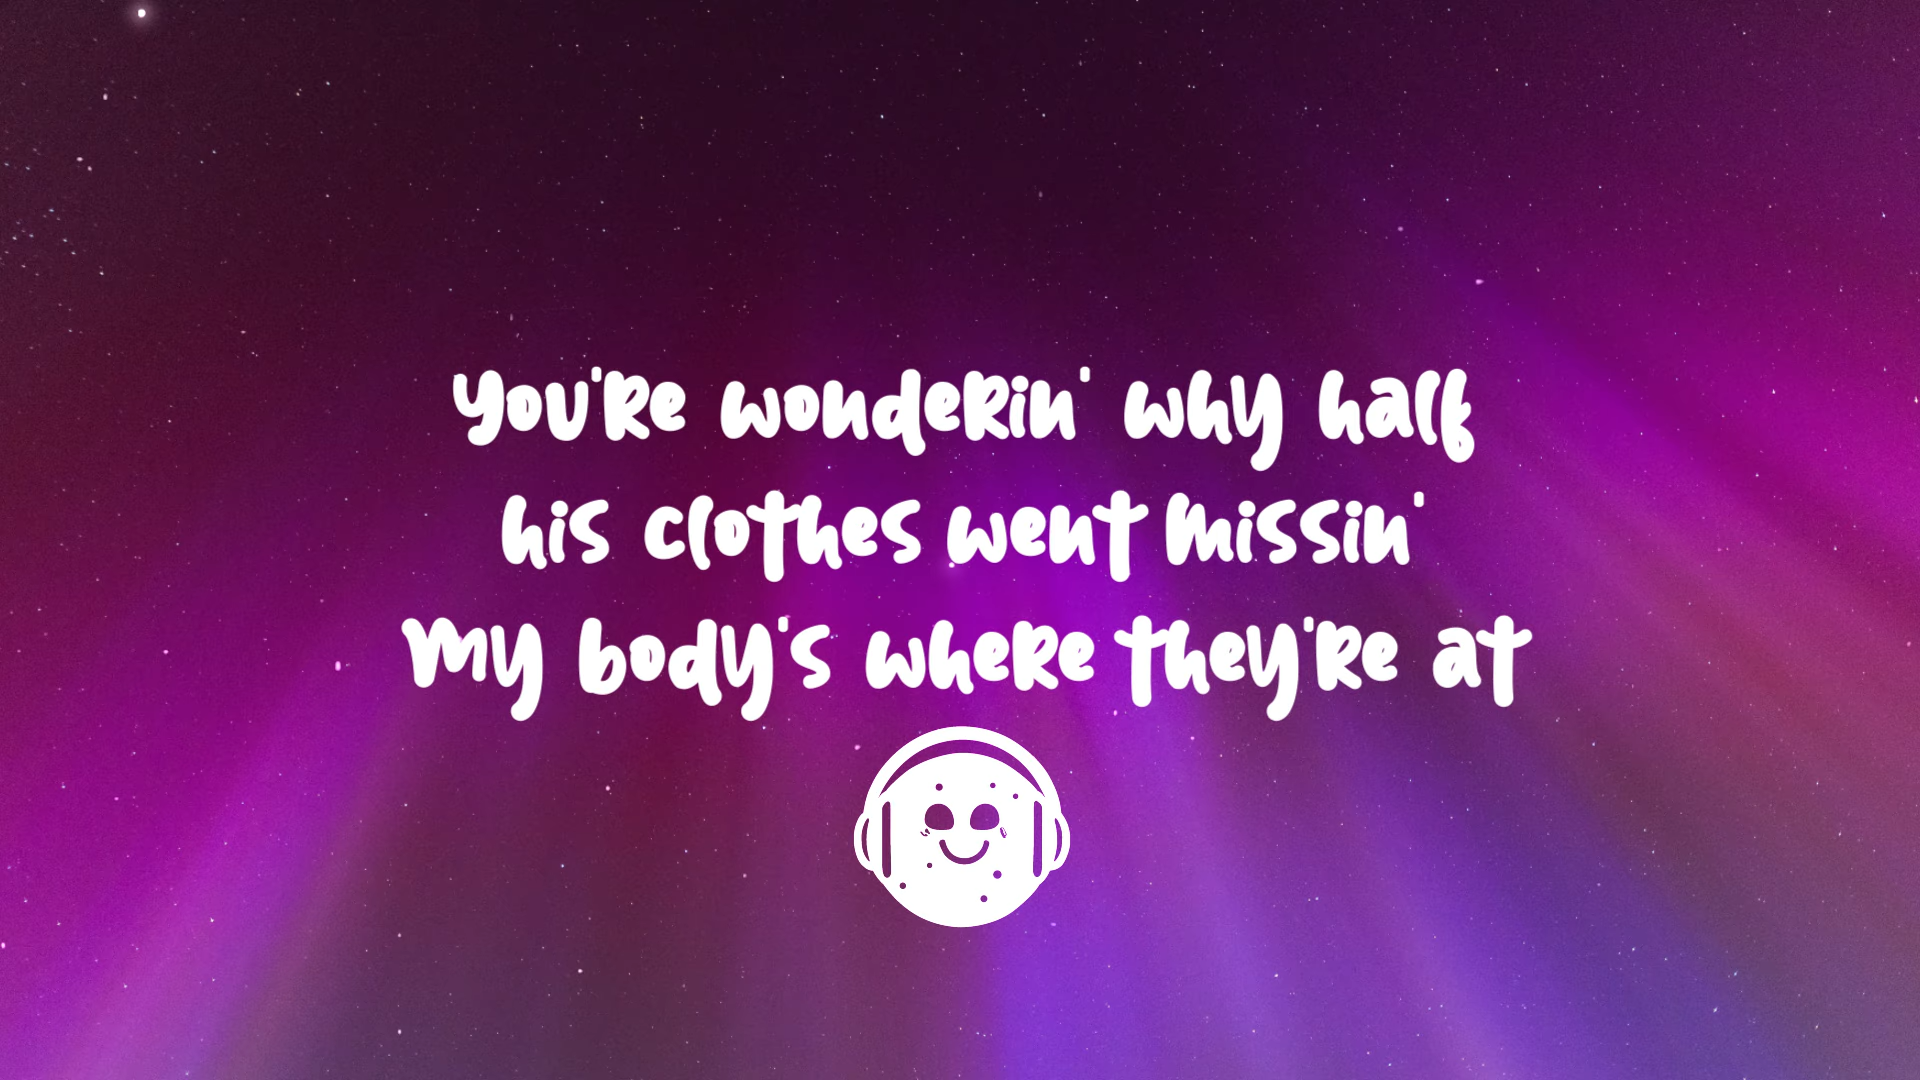 You're wonderin' why half
his clothes went missin'
My body's where they're at